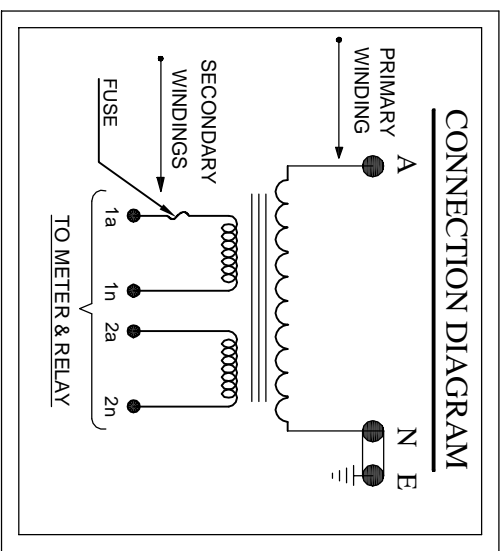 CONNECTION DIAGRAM
A
N
E
PRIMARY
WINDING
SECONDARY
WINDINGS
FUSE
1a
1n
2a
2n
TO METER & RELAY